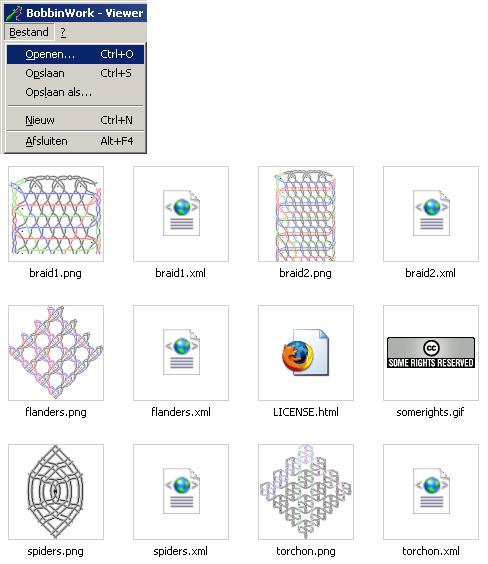 BobbinWork - Viewer
Bestand ?
Openen... Ctrl+O
Opslaan Ctrl+S
Opslaan als...
Nieuw Ctrl+N
Afsluiten Alt+F4
braid1.png braid1.xml braid2.png braid2.xml
cc
SOME RIGHTS RESERVED
flanders.png flanders.xml LICENSE.html somerights.gif
spiders.png spiders.xml torchon.png torchon.xml